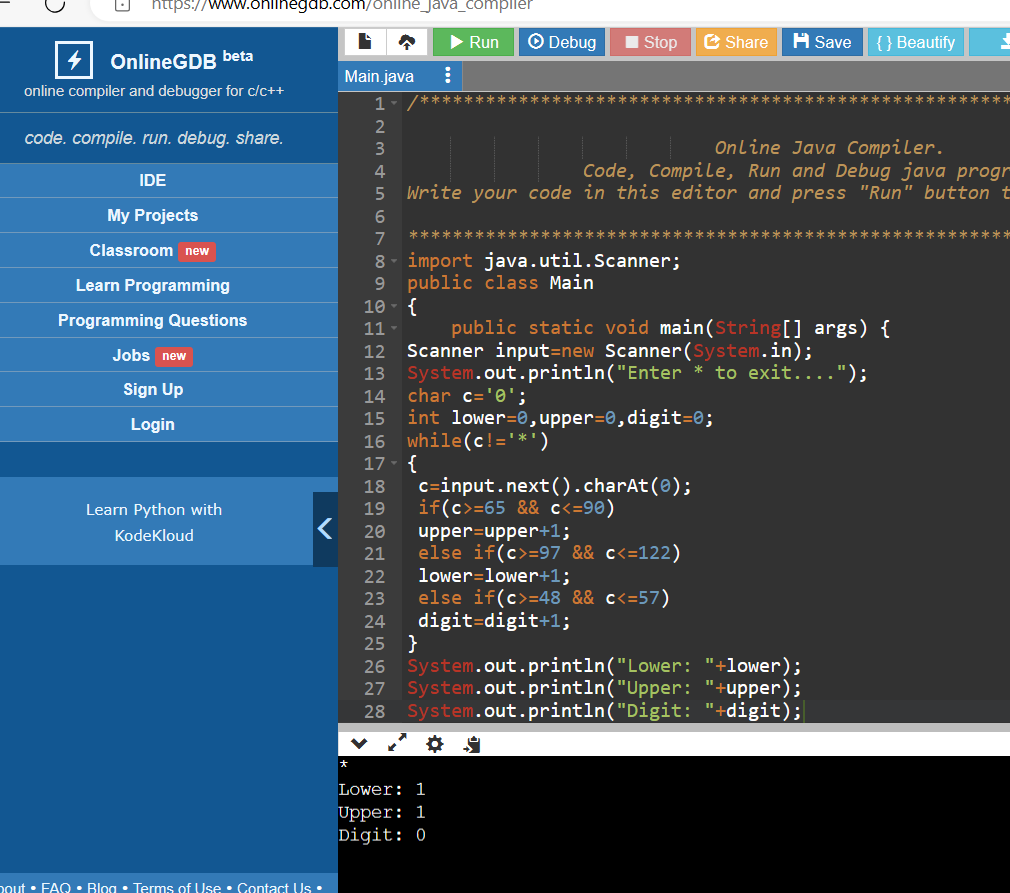 https://www.onlinegdb.com/online_java_compiler
OnlineGDB beta
online compiler and debugger for c/c++
code. compile. run. debug. share.
IDE
My Projects
Classroom new
Learn Programming
Programming Questions
Jobs new
Sign Up
Login
Learn Python with
KodeKloud
About • FAQ • Blog • Terms of Use • Contact Us •
Run Debug Stop Share Save { } Beautify
Main.java
1 /******************************************************
2
3 Online Java Compiler.
4 Code, Compile, Run and Debug java progr
5 Write your code in this editor and press "Run" button t
6
7 *******************************************************
8 import java.util.Scanner;
9 public class Main
10 {
11 public static void main(String[] args) {
12 Scanner input=new Scanner(System.in);
13 System.out.println("Enter * to exit....");
14 char c='0';
15 int lower=0,upper=0,digit=0;
16 while(c!='*')
17 {
18 c=input.next().charAt(0);
19 if(c>=65 && c<=90)
20 upper=upper+1;
21 else if(c>=97 && c<=122)
22 lower=lower+1;
23 else if(c>=48 && c<=57)
24 digit=digit+1;
25 }
26 System.out.println("Lower: "+lower);
27 System.out.println("Upper: "+upper);
28 System.out.println("Digit: "+digit);
*
Lower: 1
Upper: 1
Digit: 0